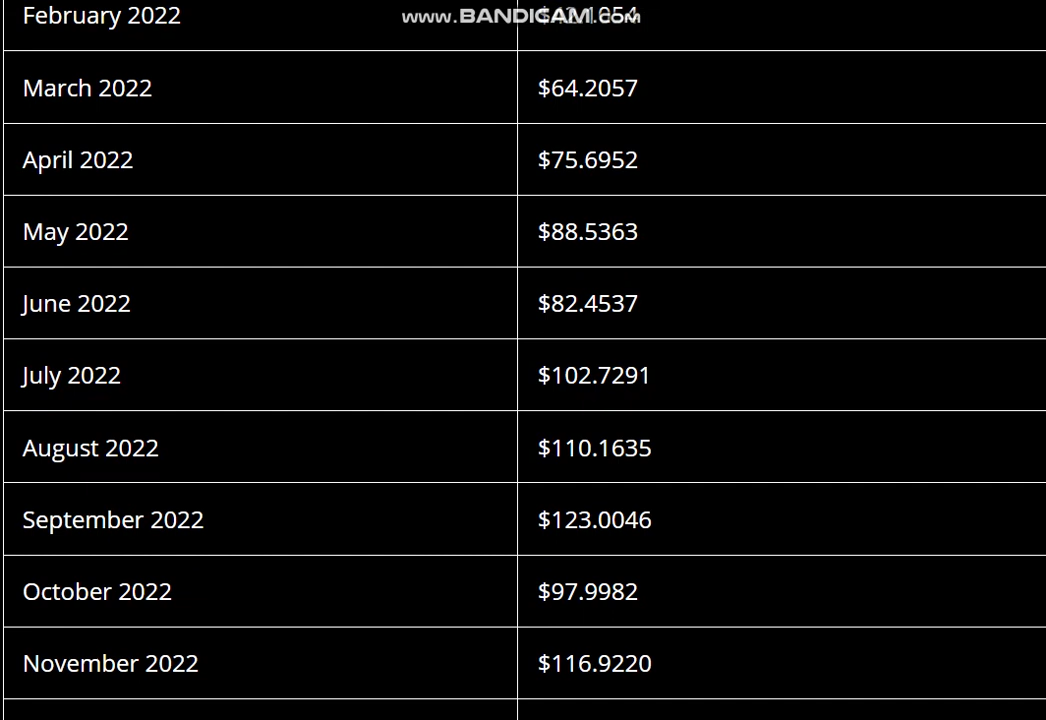 www.BANDICAM.com
February 2022
March 2022 $64.2057
April 2022 $75.6952
May 2022 $88.5363
June 2022 $82.4537
July 2022 $102.7291
August 2022 $110.1635
September 2022 $123.0046
October 2022 $97.9982
November 2022 $116.9220